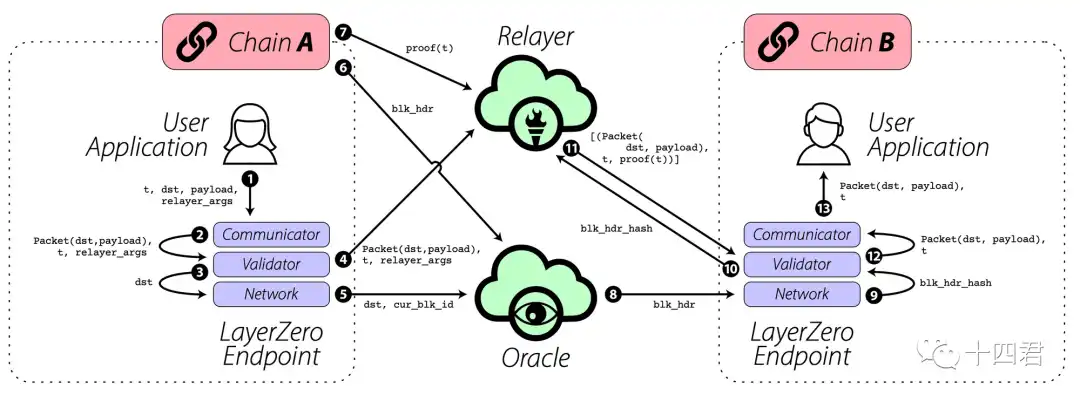 Chain A
7
6
proof(t)
blk_hdr
Relayer
Chain B
User
Application
1
t, dst, payload,
relayer_args
2
Communicator
Packet(dst,payload),
t, relayer_args
Validator
3
dst
Network
LayerZero
Endpoint
4
Packet(dst,payload),
t, relayer_args
5
dst, cur_blk_id
11
[(Packet(
dst, payload),
t, proof(t))]
blk_hdr_hash
10
Oracle
8
blk_hdr
User
Application
13
Packet(dst, payload),
t
Communicator
Packet(dst, payload),
t
12
Validator
9
blk_hdr_hash
Network
LayerZero
Endpoint
十四君